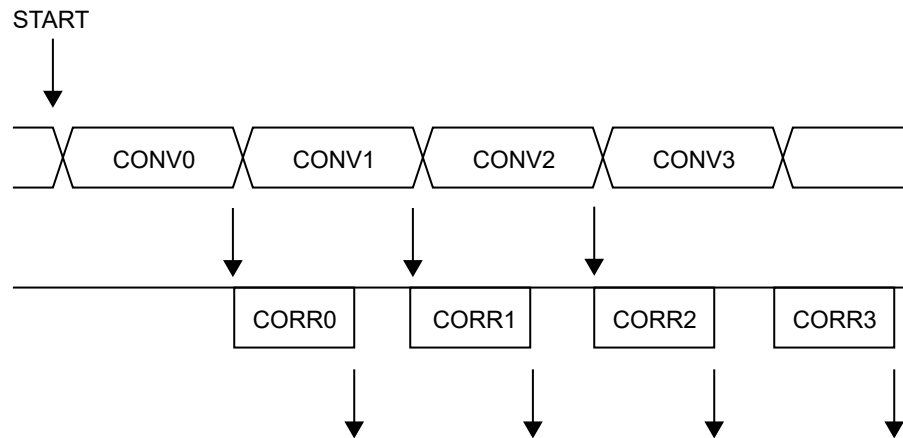 START
CONV0 CONV1 CONV2 CONV3
CORR0 CORR1 CORR2 CORR3